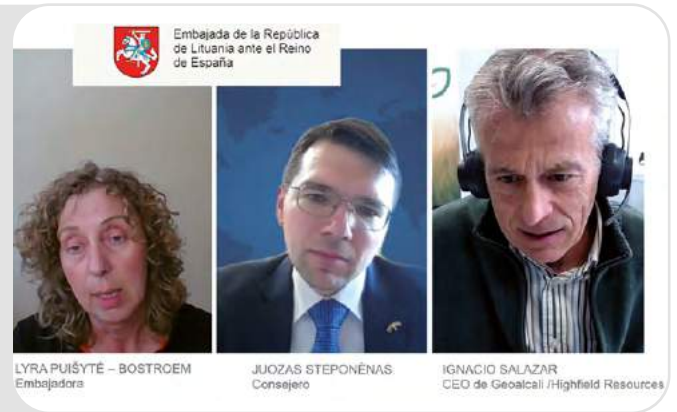 Embajada de la República
de Lituania ante el Reino
de España
LYRA PUIŠYTĖ – BOSTROEM
Embajadora
JUOZAS STEPONĖNAS
Consejero
IGNACIO SALAZAR
CEO de Geoalcali /Highfield Resources